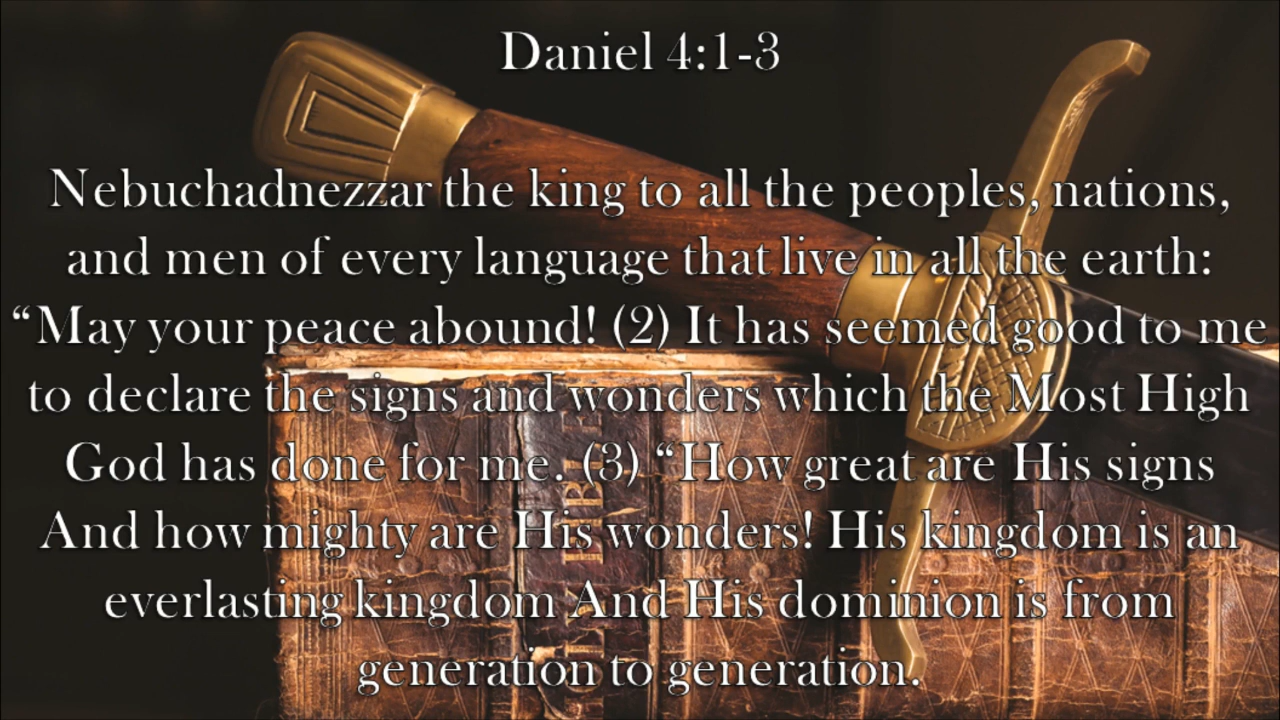 Daniel 4:1-3
Nebuchadnezzar the king to all the peoples, nations,
and men of every language that live in all the earth:
“May your peace abound! (2) It has seemed good to me
to declare the signs and wonders which the Most High
God has done for me. (3) “How great are His signs
And how mighty are His wonders! His kingdom is an
everlasting kingdom And His dominion is from
generation to generation.